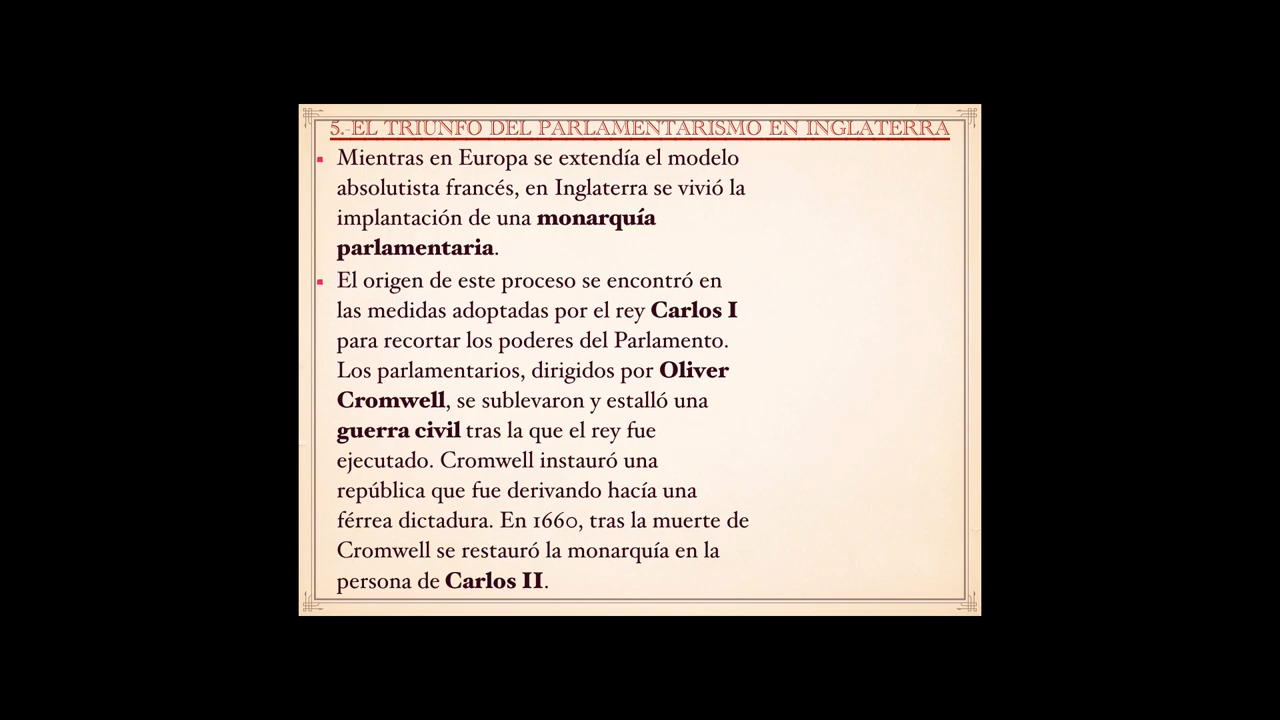 5.-EL TRIUNFO DEL PARLAMENTARISMO EN INGLATERRA
Mientras en Europa se extendía el modelo
absolutista francés, en Inglaterra se vivió la
implantación de una monarquía
parlamentaria.
El origen de este proceso se encontró en
las medidas adoptadas por el rey Carlos I
para recortar los poderes del Parlamento.
Los parlamentarios, dirigidos por Oliver
Cromwell, se sublevaron y estalló una
guerra civil tras la que el rey fue
ejecutado. Cromwell instauró una
república que fue derivando hacía una
férrea dictadura. En 1660, tras la muerte de
Cromwell se restauró la monarquía en la
persona de Carlos II.